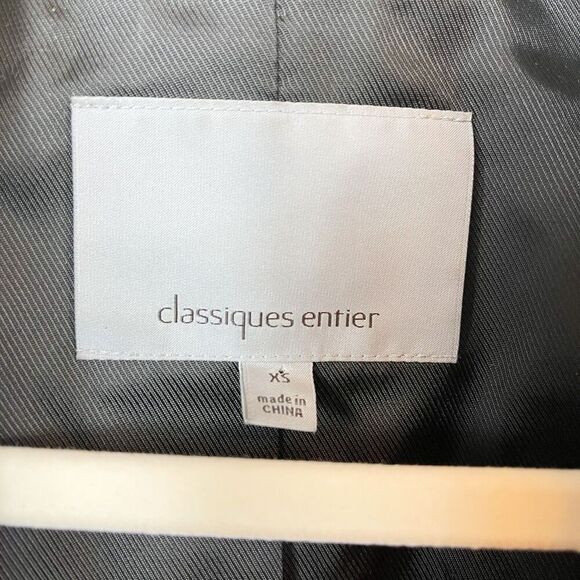 classiques entier
XS
made in
CHINA